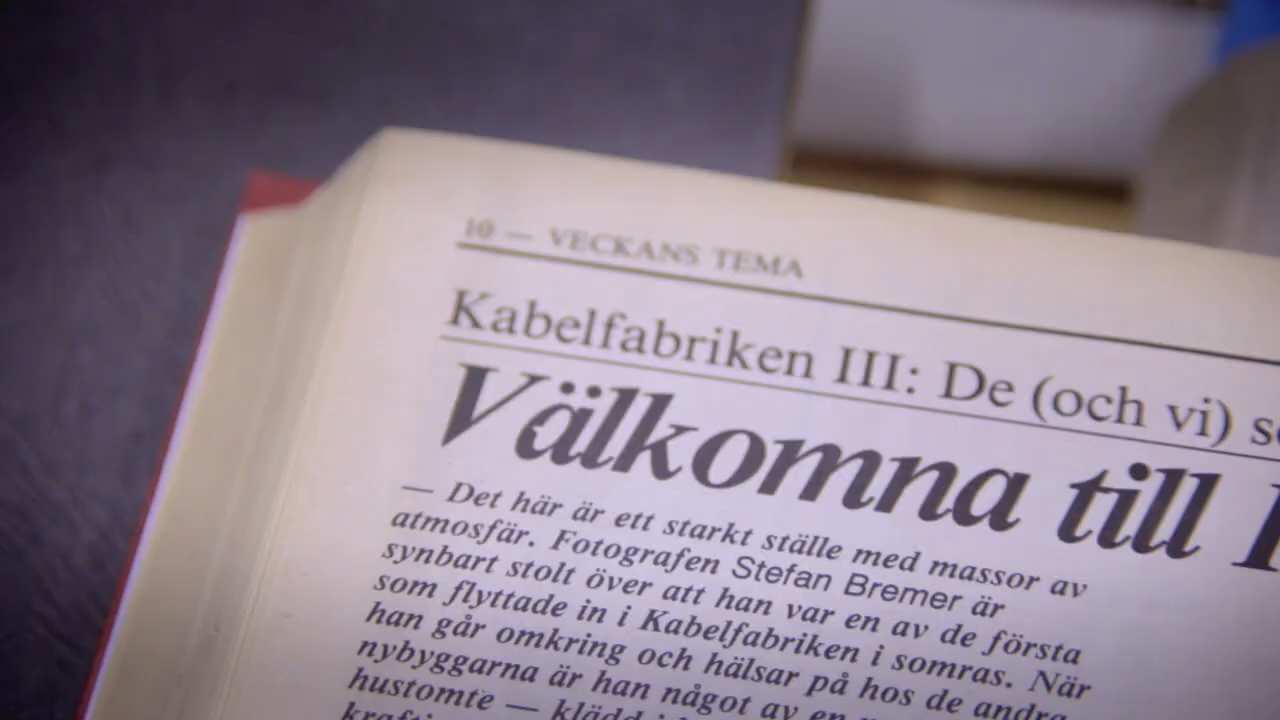 10 — VECKANS TEMA
Kabelfabriken III: De (och vi) so
Välkomna till
— Det här är ett starkt ställe med massor av
atmosfär. Fotografen Stefan Bremer är
synbart stolt över att han var en av de första
som flyttade in i Kabelfabriken i somras. När
han går omkring och hälsar på hos de andra
nybyggarna är han något av en
hustomte — klädd i